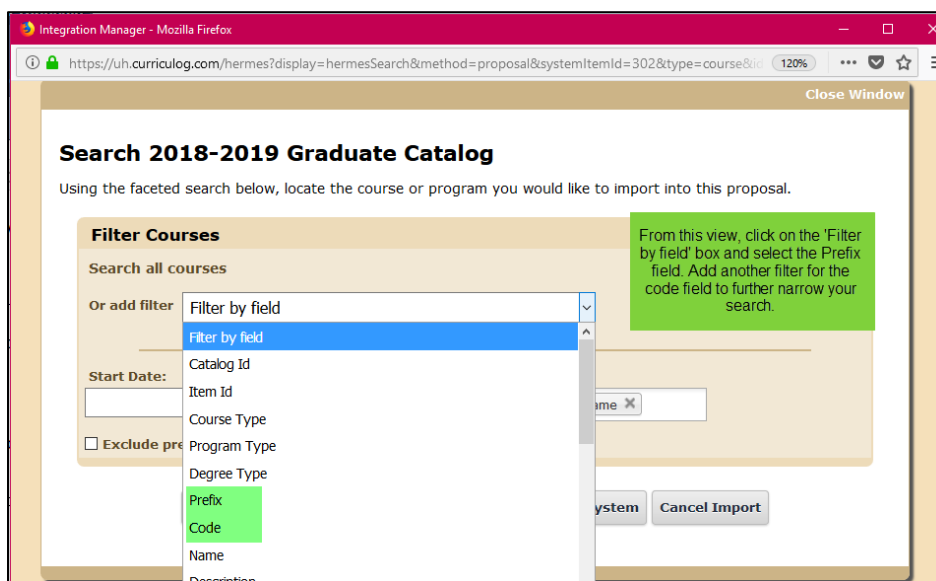 Integration Manager - Mozilla Firefox
https://uh.curriculog.com/hermes?display=hermesSearch&method=proposal&systemItemId=302&type=course&id
120%
Close Window
Search 2018-2019 Graduate Catalog
Using the faceted search below, locate the course or program you would like to import into this proposal.
Filter Courses
Search all courses
Or add filter
Filter by field
From this view, click on the 'Filter
by field' box and select the Prefix
field. Add another filter for the
code field to further narrow your
search.
Filter by field
Catalog Id
Item Id
Course Type
Program Type
Degree Type
Prefix
Code
Name
Description
Start Date:
ame
Exclude pre
ystem
Cancel Import